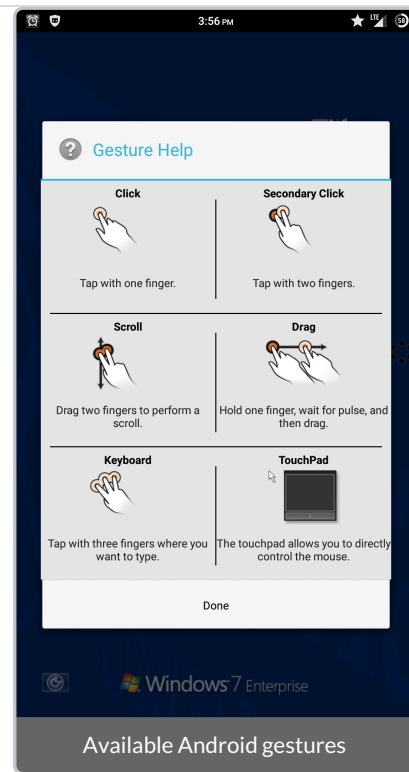 3:56 PM
LTE
58
Gesture Help
Click
Tap with one finger.
Secondary Click
Tap with two fingers.
Scroll
Drag two fingers to perform a
scroll.
Drag
Hold one finger, wait for pulse, and
then drag.
Keyboard
Tap with three fingers where you
want to type.
TouchPad
The touchpad allows you to directly
control the mouse.
Done
Windows 7 Enterprise
Available Android gestures